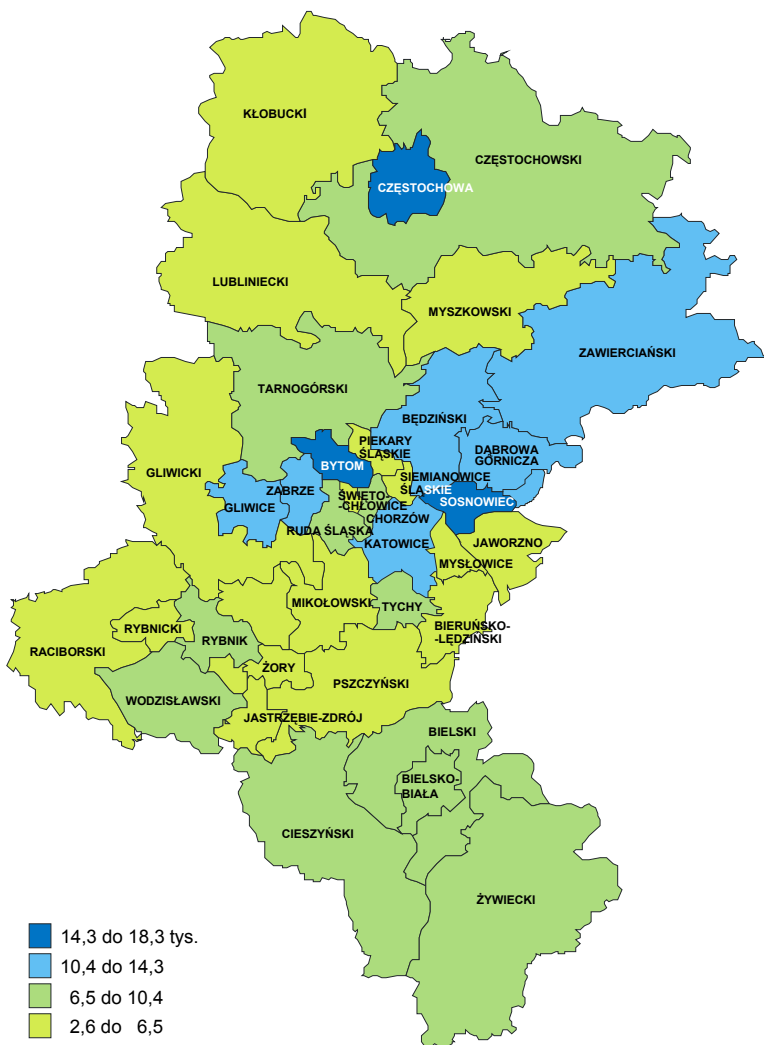 KŁOBUCKI
CZĘSTOCHOWSKI
CZĘSTOCHOWA
LUBLINIECKI
MYSZKOWSKI
ZAWIERCIAŃSKI
TARNOGÓRSKI
BĘDZIŃSKI
PIEKARY
ŚLĄSKIE
DĄBROWA
GÓRNICZA
BYTOM
GLIWICKI
SIEMIANOWICE
ŚLĄSKIE
ZABRZE
ŚWIĘTO-
-CHŁOWICE
SOSNOWIEC
GLIWICE
CHORZÓW
RUDA ŚLĄSKA
KATOWICE
JAWORZNO
MYSŁOWICE
MIKOŁOWSKI
TYCHY
BIERUŃSKO-
-LĘDZIŃSKI
RYBNICKI
RYBNIK
RACIBORSKI
ŻORY
PSZCZYŃSKI
WODZISŁAWSKI
JASTRZĘBIE-ZDRÓJ
BIELSKI
BIELSKO-
BIAŁA
CIESZYŃSKI
ŻYWIECKI
14,3 do 18,3 tys.
10,4 do 14,3
6,5 do 10,4
2,6 do 6,5